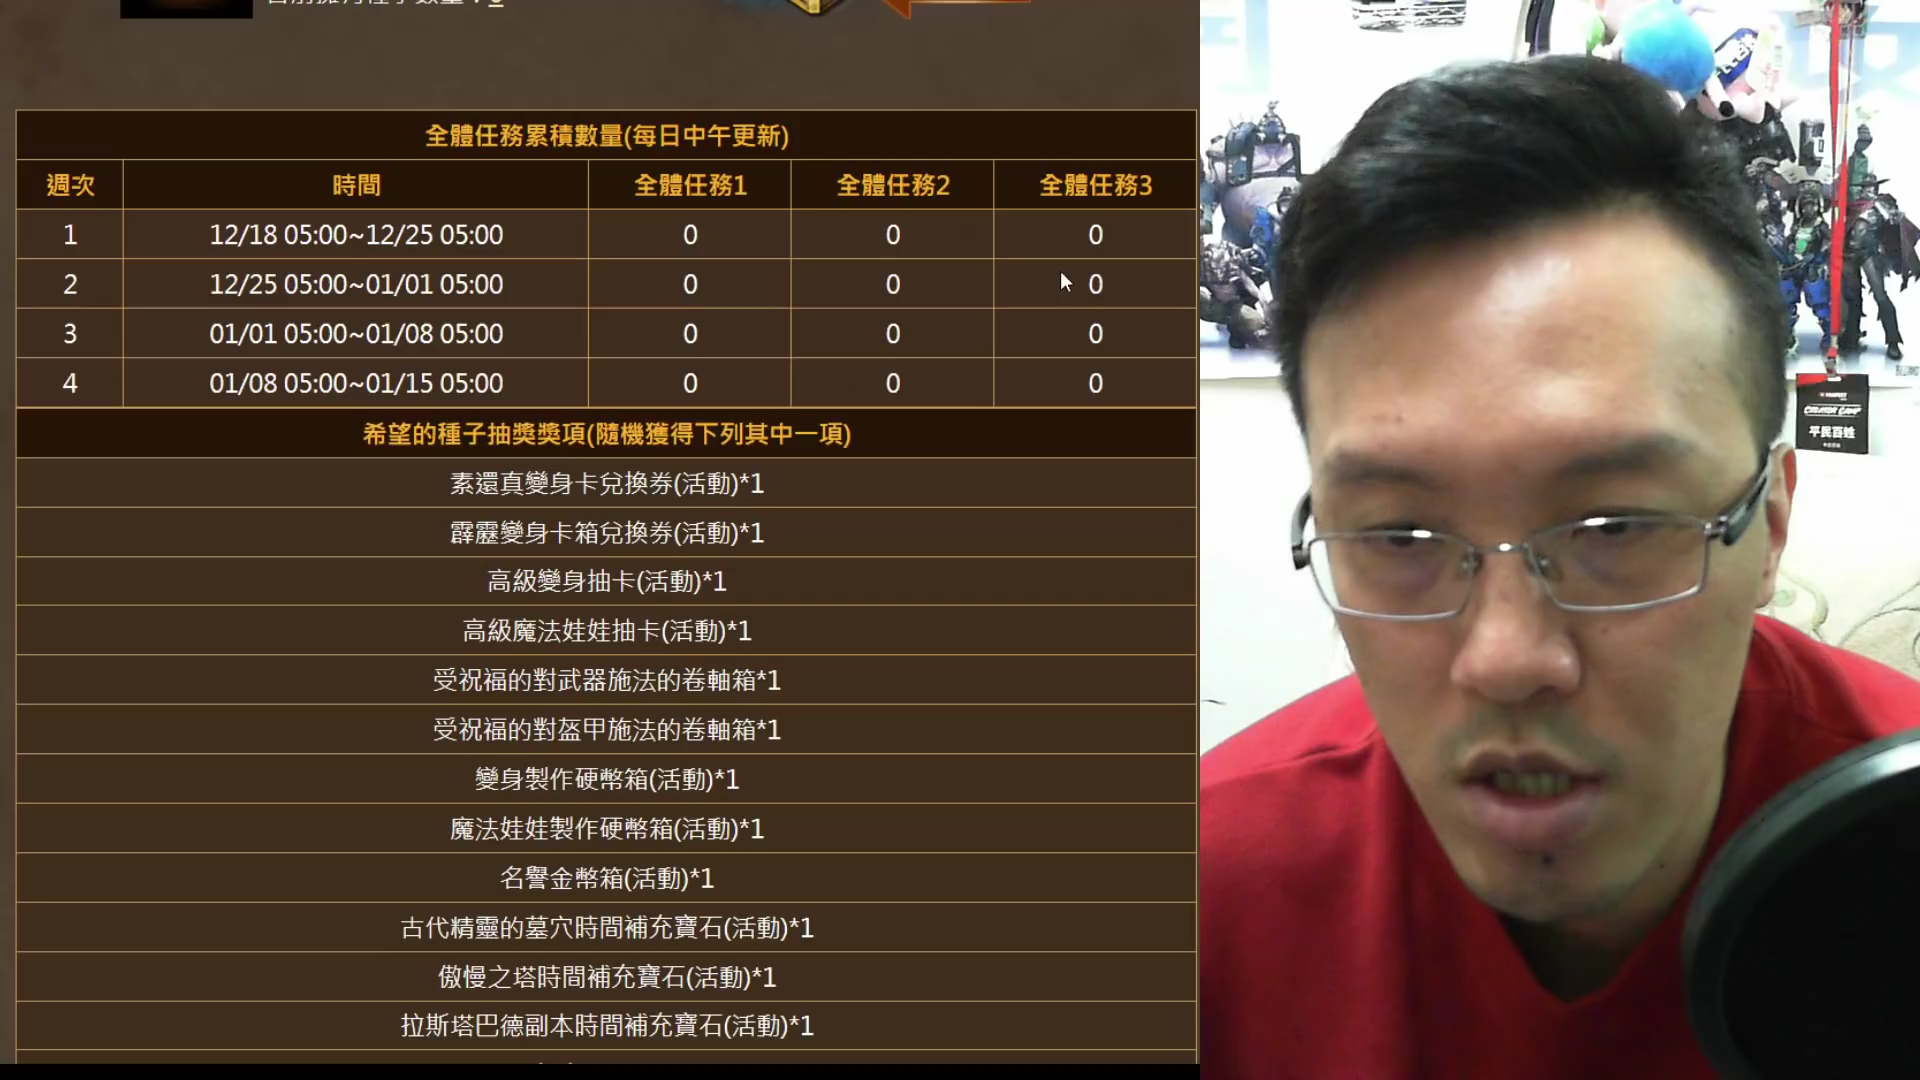 全體任務累積數量(每日中午更新)
週次 時間 全體任務1 全體任務2 全體任務3
1 12/18 05:00~12/25 05:00 0 0 0
2 12/25 05:00~01/01 05:00 0 0 0
3 01/01 05:00~01/08 05:00 0 0 0
4 01/08 05:00~01/15 05:00 0 0 0
希望的種子抽獎獎項(隨機獲得下列其中一項)
素還真變身卡兌換券(活動)*1
霹靂變身卡箱兌換券(活動)*1
高級變身抽卡(活動)*1
高級魔法娃娃抽卡(活動)*1
受祝福的對武器施法的卷軸箱*1
受祝福的對盔甲施法的卷軸箱*1
變身製作硬幣箱(活動)*1
魔法娃娃製作硬幣箱(活動)*1
名譽金幣箱(活動)*1
古代精靈的墓穴時間補充寶石(活動)*1
傲慢之塔時間補充寶石(活動)*1
拉斯塔巴德副本時間補充寶石(活動)*1
CREATOR CAMP
平民百姓